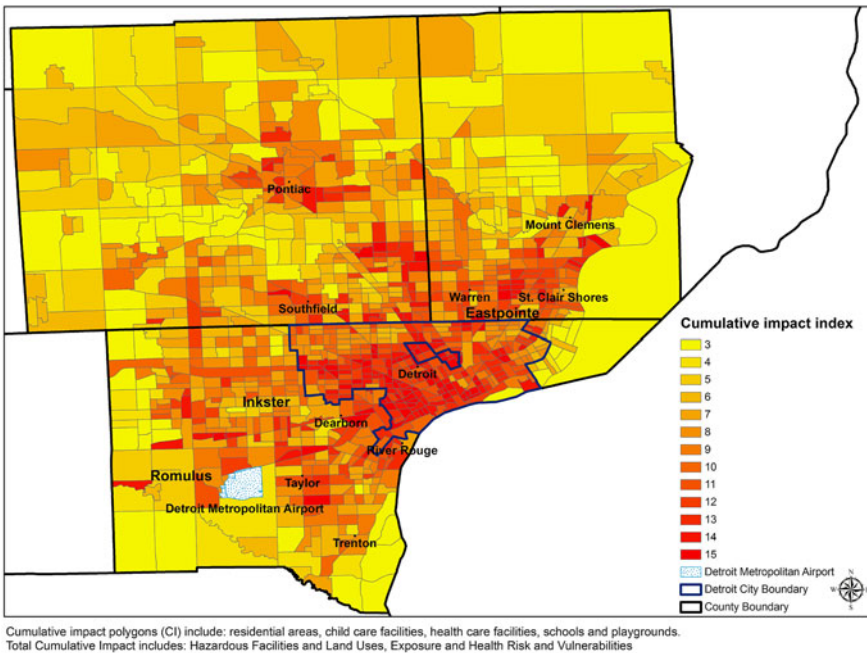 Pontiac
Mount Clemens
Warren
St. Clair Shores
Southfield
Eastpointe
Detroit
Inkster
Dearborn
River Rouge
Romulus
Taylor
Detroit Metropolitan Airport
Trenton
Cumulative impact index
3
4
5
6
7
8
9
10
11
12
13
14
15
Detroit Metropolitan Airport
Detroit City Boundary
County Boundary
N
W
E
S
Cumulative impact polygons (CI) include: residential areas, child care facilities, health care facilities, schools and playgrounds.
Total Cumulative Impact includes: Hazardous Facilities and Land Uses, Exposure and Health Risk and Vulnerabilities